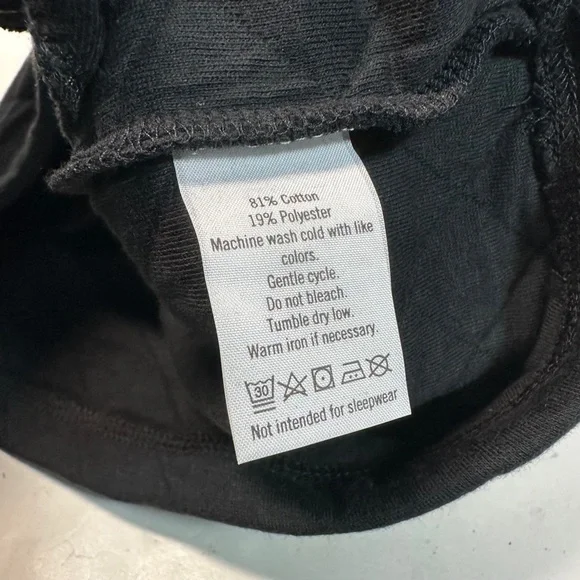 81% Cotton
19% Polyester
Machine wash cold with like
colors.
Gentle cycle.
Do not bleach.
Tumble dry low.
Warm iron if necessary.
30
Not intended for sleepwear